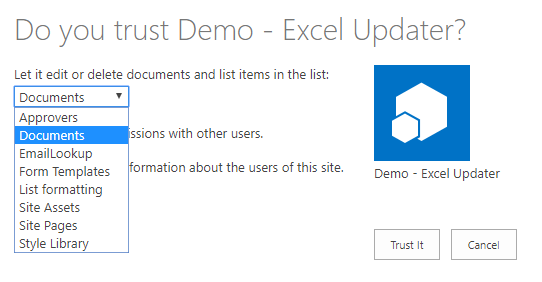 Do you trust Demo - Excel Updater?
Let it edit or delete documents and list items in the list:
Documents
Approvers
Documents
issions with other users.
EmailLookup
Form Templates
formation about the users of this site.
List formatting
Site Assets
Site Pages
Style Library
Demo - Excel Updater
Trust It
Cancel